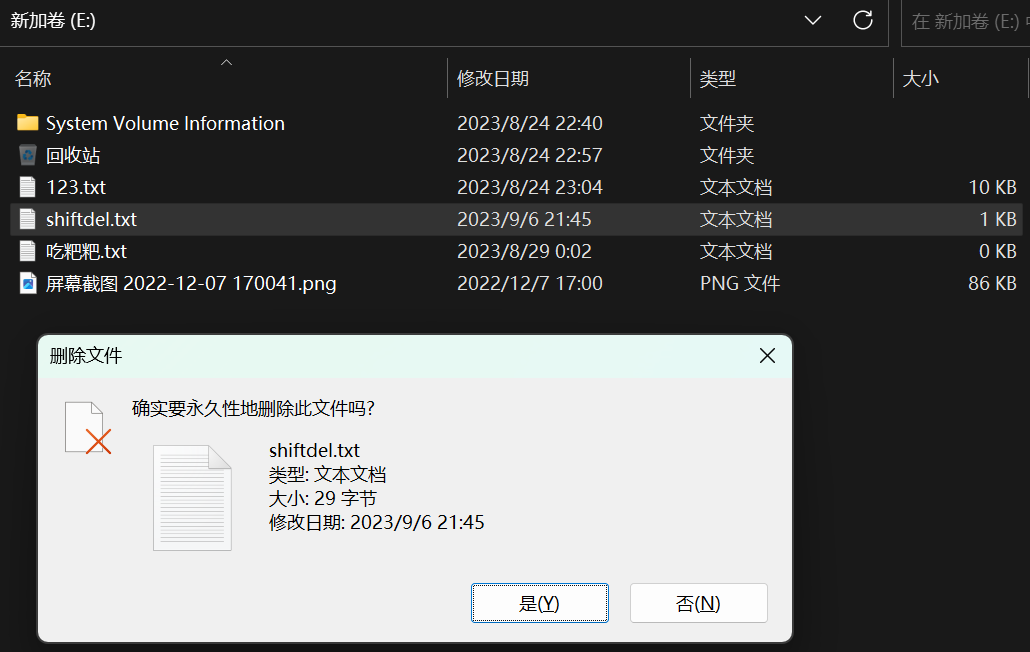 新加卷 (E:)
在 新加卷 (E:)
名称 修改日期 类型 大小
System Volume Information 2023/8/24 22:40 文件夹
回收站 2023/8/24 22:57 文件夹
123.txt 2023/8/24 23:04 文本文档 10 KB
shiftdel.txt 2023/9/6 21:45 文本文档 1 KB
吃粑粑.txt 2023/8/29 0:02 文本文档 0 KB
屏幕截图 2022-12-07 170041.png 2022/12/7 17:00 PNG 文件 86 KB
删除文件
确实要永久性地删除此文件吗?
shiftdel.txt
类型: 文本文档
大小: 29 字节
修改日期: 2023/9/6 21:45
是(Y) 否(N)